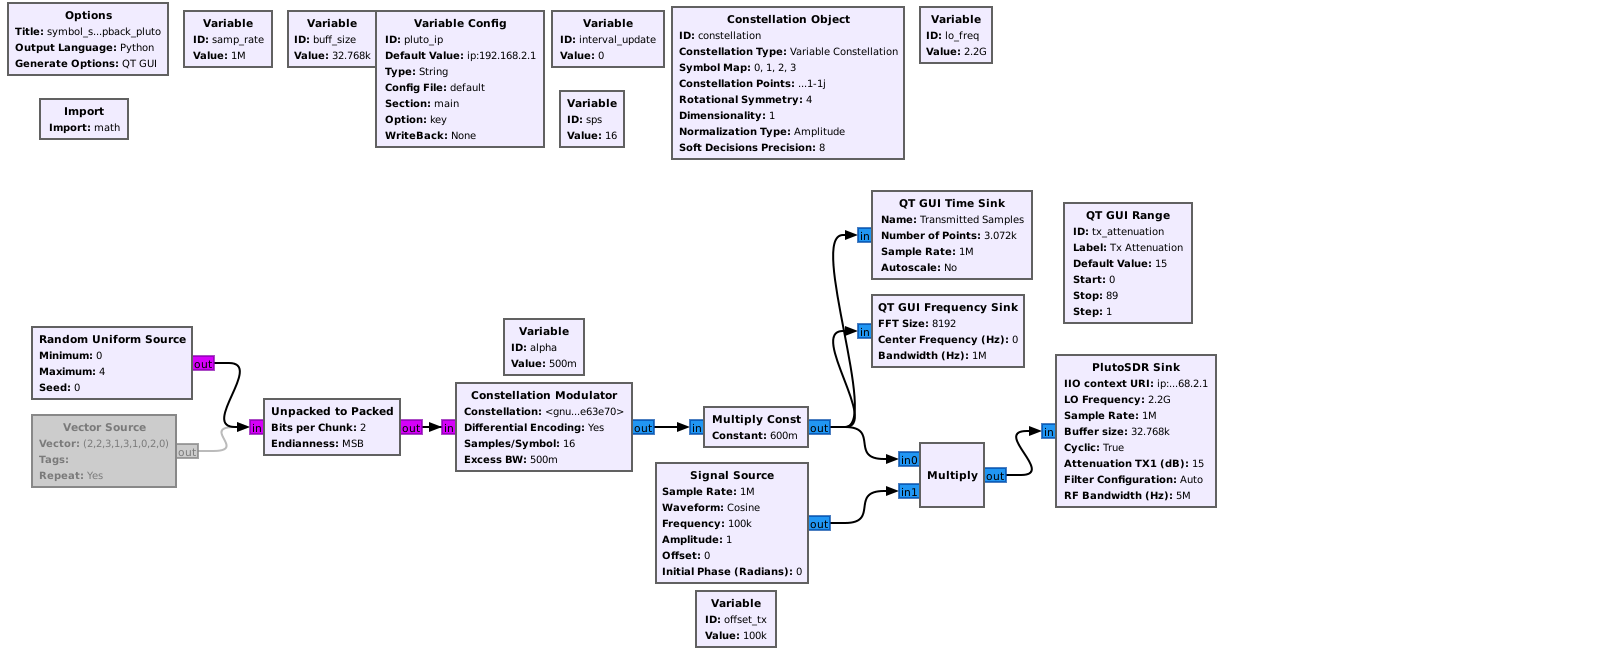 Options
Title: symbol_s...pback_pluto
Output Language: Python
Generate Options: QT GUI
Variable
ID: samp_rate
Value: 1M
Variable
ID: buff_size
Value: 32.768k
Variable Config
ID: pluto_ip
Default Value: ip:192.168.2.1
Type: String
Config File: default
Section: main
Option: key
WriteBack: None
Variable
ID: interval_update
Value: 0
Constellation Object
ID: constellation
Constellation Type: Variable Constellation
Symbol Map: 0, 1, 2, 3
Constellation Points: ...1-1j
Rotational Symmetry: 4
Dimensionality: 1
Normalization Type: Amplitude
Soft Decisions Precision: 8
Variable
ID: lo_freq
Value: 2.2G
Import
Import: math
Variable
ID: sps
Value: 16
QT GUI Time Sink
Name: Transmitted Samples
Number of Points: 3.072k
Sample Rate: 1M
Autoscale: No
in
QT GUI Range
ID: tx_attenuation
Label: Tx Attenuation
Default Value: 15
Start: 0
Stop: 89
Step: 1
QT GUI Frequency Sink
FFT Size: 8192
Center Frequency (Hz): 0
Bandwidth (Hz): 1M
in
Random Uniform Source
Minimum: 0
Maximum: 4
Seed: 0
out
Variable
ID: alpha
Value: 500m
Vector Source
Vector: (2,2,3,1,3,1,0,2,0)
Tags:
Repeat: Yes
out
in
Unpacked to Packed
Bits per Chunk: 2
Endianness: MSB
out
in
Constellation Modulator
Constellation: <gnu...e63e70>
Differential Encoding: Yes
Samples/Symbol: 16
Excess BW: 500m
out
in
Multiply Const
Constant: 600m
out
Signal Source
Sample Rate: 1M
Waveform: Cosine
Frequency: 100k
Amplitude: 1
Offset: 0
Initial Phase (Radians): 0
out
in0
in1
Multiply
out
in
PlutoSDR Sink
IIO context URI: ip:...68.2.1
LO Frequency: 2.2G
Sample Rate: 1M
Buffer size: 32.768k
Cyclic: True
Attenuation TX1 (dB): 15
Filter Configuration: Auto
RF Bandwidth (Hz): 5M
Variable
ID: offset_tx
Value: 100k